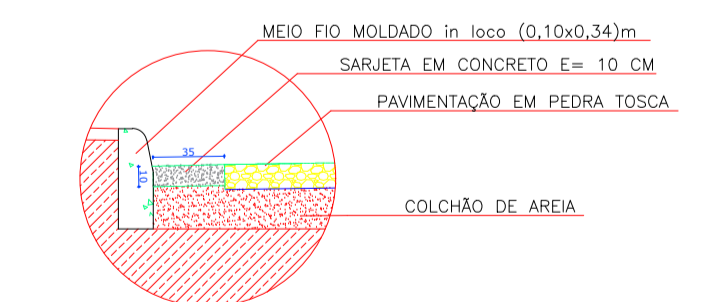 MEIO FIO MOLDADO in loco (0,10x0,34)m
SARJETA EM CONCRETO E= 10 CM
PAVIMENTAÇÃO EM PEDRA TOSCA
35
10
COLCHÃO DE AREIA